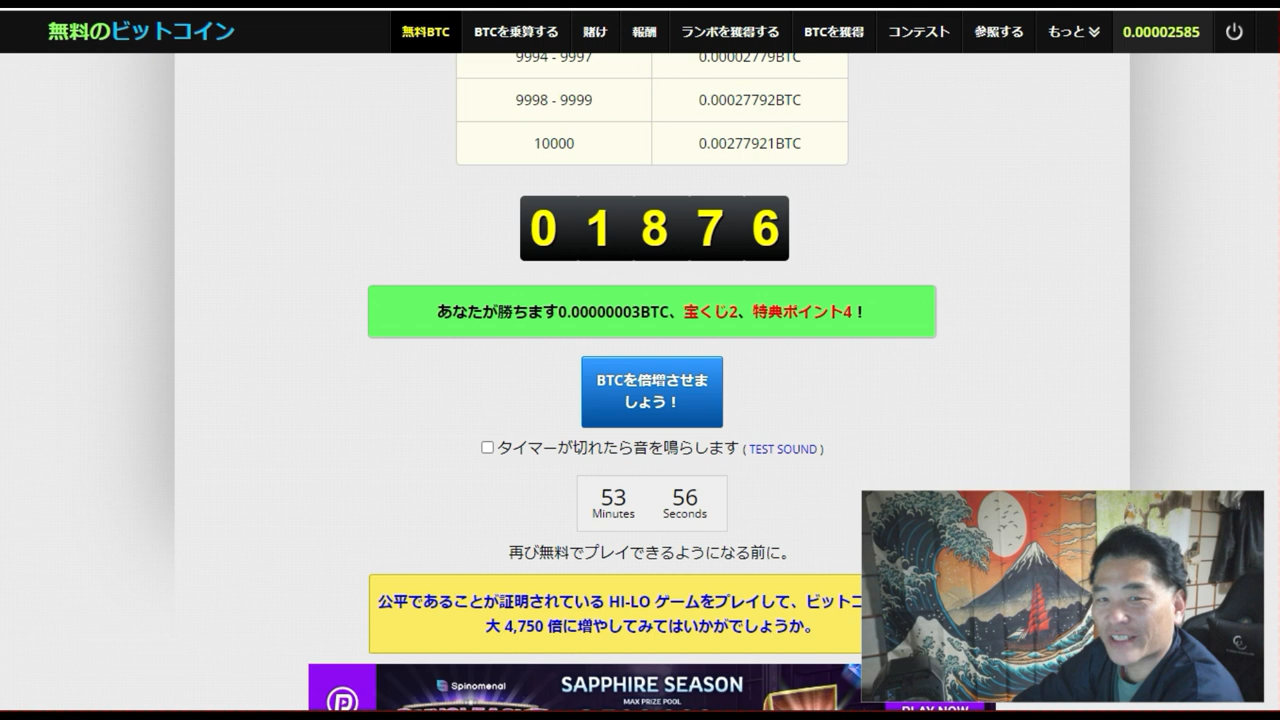 無料のビットコイン
無料BTC
BTCを乗算する
賭け
報酬
ランボを獲得する
BTCを獲得
コンテスト
参照する
もっと
0.00002585
9994 - 9997
0.00002779BTC
9998 - 9999
0.00027792BTC
10000
0.00277921BTC
0 1 8 7 6
あなたが勝ちます0.00000003BTC、宝くじ2、特典ポイント4！
BTCを倍増させま
しょう！
タイマーが切れたら音を鳴らします ( TEST SOUND )
53
Minutes
56
Seconds
再び無料でプレイできるようになる前に。
公平であることが証明されている HI-LO ゲームをプレイして、ビットコ
大 4,750 倍に増やしてみてはいかがでしょうか。
Spinomenal
SAPPHIRE SEASON
MAX PRIZE POOL
PLAY NOW